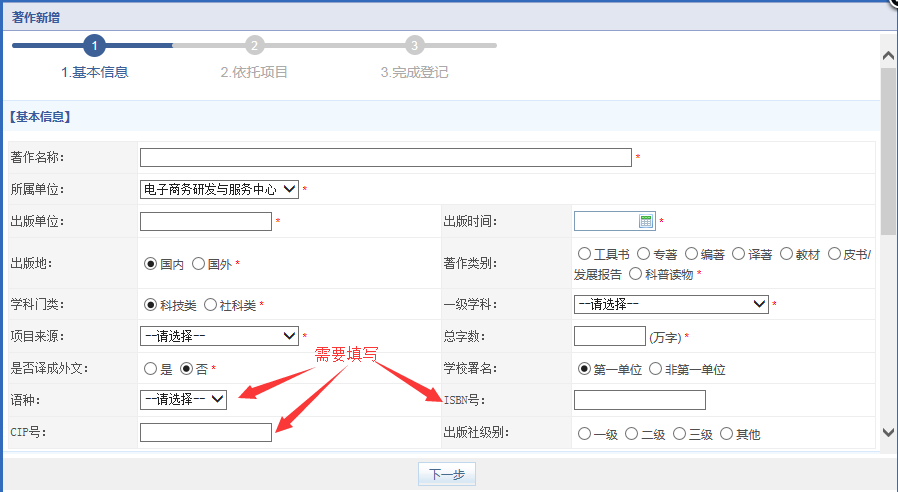 著作新增
1 2 3
1.基本信息 2.依托项目 3.完成登记
【基本信息】
著作名称: *
所属单位: 电子商务研发与服务中心 *
出版单位: * 出版时间: *
出版地: 国内 国外 * 著作类别: 工具书 专著 编著 译著 教材 皮书/
发展报告 科普读物 *
学科门类: 科技类 社科类 * 一级学科: --请选择-- *
项目来源: --请选择-- * 总字数: (万字) *
需要填写
是否译成外文: 是 否 * 学校署名: 第一单位 非第一单位
语种: --请选择-- ISBN号:
CIP号: 出版社级别: 一级 二级 三级 其他
下一步